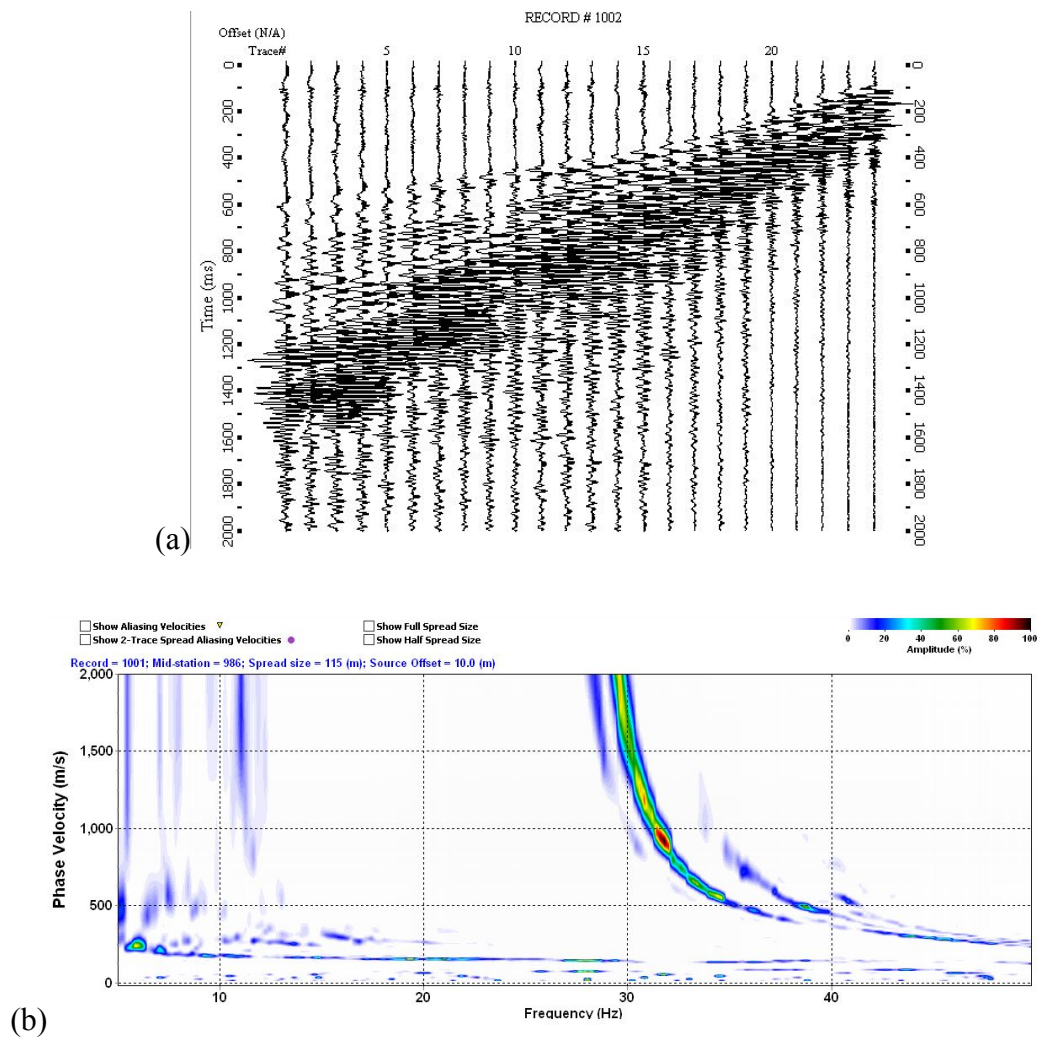 RECORD # 1002
Offset (N/A)
Trace# 5 10 15 20
0 0
200 200
400 400
600 600
800 800
1000 1000
1200 1200
1400 1400
1600 1600
1800 1800
2000 2000
Time (ms)
(a)
Show Aliasing Velocities Show Full Spread Size
Show 2-Trace Spread Aliasing Velocities Show Half Spread Size
0 20 40 60 80 100
Amplitude (%)
Record = 1001; Mid-station = 986; Spread size = 115 (m); Source Offset = 10.0 (m)
2,000
1,500
1,000
500
0
Phase Velocity (m/s)
10 20 30 40
Frequency (Hz)
(b)